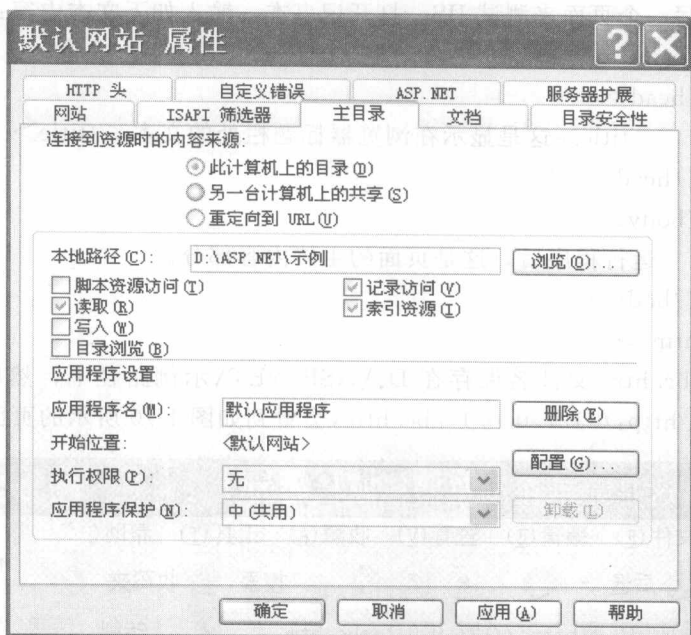 默认网站 属性
HTTP 头 自定义错误 ASP.NET 服务器扩展
网站 ISAPI 筛选器 主目录 文档 目录安全性
连接到资源时的内容来源:
此计算机上的目录(D)
另一台计算机上的共享(S)
重定向到 URL(U)
本地路径(C): D:\ASP.NET\示例 浏览(O)...
脚本资源访问(T) 记录访问(V)
读取(R) 索引资源(I)
写入(W)
目录浏览(B)
应用程序设置
应用程序名(M): 默认应用程序 删除(E)
开始位置: <默认网站>
配置(G)...
执行权限(P): 无
应用程序保护(N): 中(共用) 卸载(L)
确定 取消 应用(A) 帮助